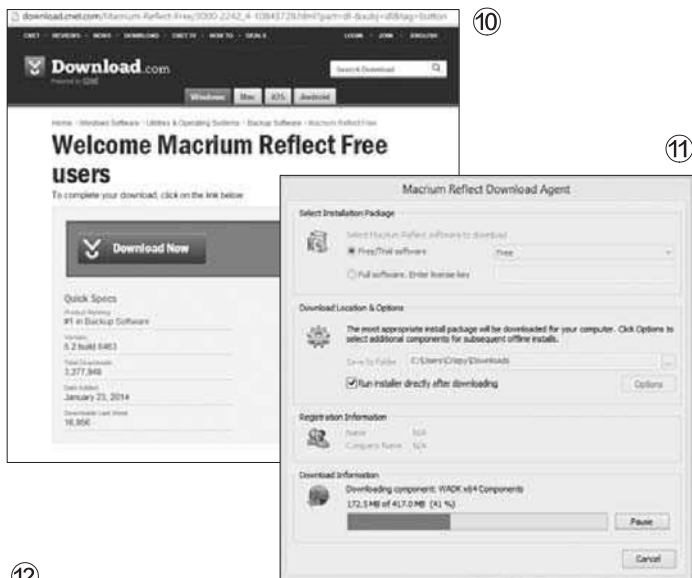 download.cnet.com/Macrium-Reflect-Free/3000-2242_4-10845728.html?part=dl-&subj=dl&tag=button
⑩
CNET REVIEWS NEWS DOWNLOAD CNET TV HOW TO DEALS
LOGIN JOIN ENGLISH
Download.com
Powered by CNET
Search Download
Windows Mac iOS Android
Home Windows Software Utilities & Operating Systems Backup Software Macrium Reflect Free
Welcome Macrium Reflect Free
users
To complete your download, click on the link below
Download Now
Quick Specs
Product Ranking:
#1 in Backup Software
Version:
5.2 build 6463
Total Downloads:
3,277,946
Date Added:
January 23, 2014
Downloads Last Week
16,956
⑪
Macrium Reflect Download Agent
Select Installation Package
Select Macrium Reflect software to download
Free/Trial software
Free
Full software. Enter license key
Download Location & Options
The most appropriate install package will be downloaded for your computer. Click Options to
select additional components for subsequent offline installs.
Save To Folder C:\Users\Crispy\Downloads
...
Run installer directly after downloading
Options
Registration Information
Name N/A
Company Name N/A
Download Information
Downloading component: WADK x64 Components
172.5 MB of 417.0 MB (41 %)
Pause
Cancel
⑫